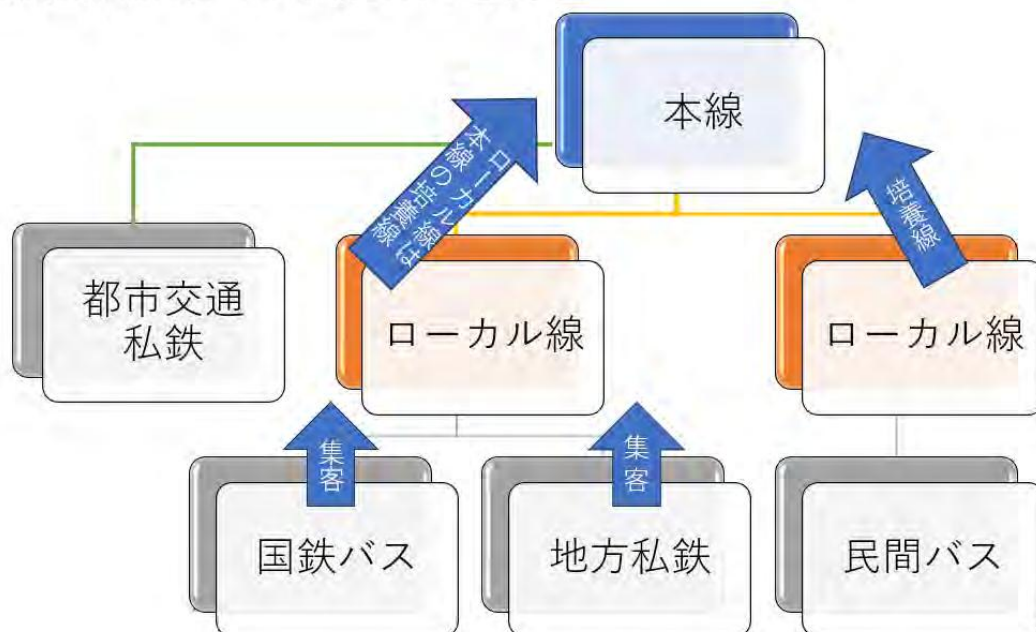 本線
ローカル線は
本線の培養線
培養線
都市交通
私鉄
ローカル線
ローカル線
集客
集客
国鉄バス
地方私鉄
民間バス